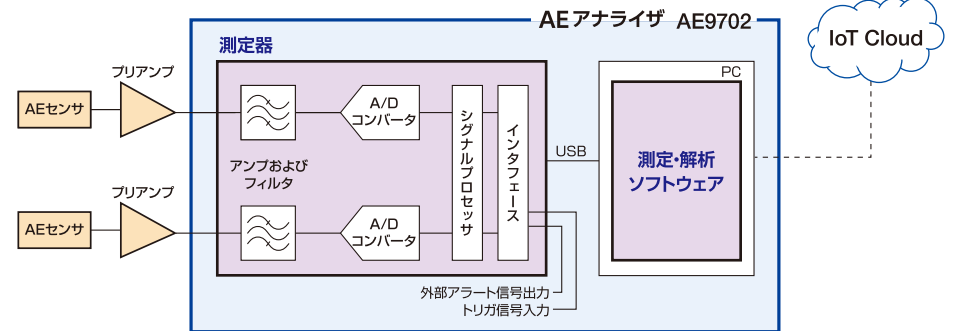 AEアナライザ AE9702
IoT Cloud
測定器
PC
プリアンプ
AEセンサ
A/D
コンバータ
シグナルプロセッサ
インタフェース
USB
測定・解析
ソフトウェア
アンプおよび
フィルタ
プリアンプ
AEセンサ
A/D
コンバータ
外部アラート信号出力
トリガ信号入力